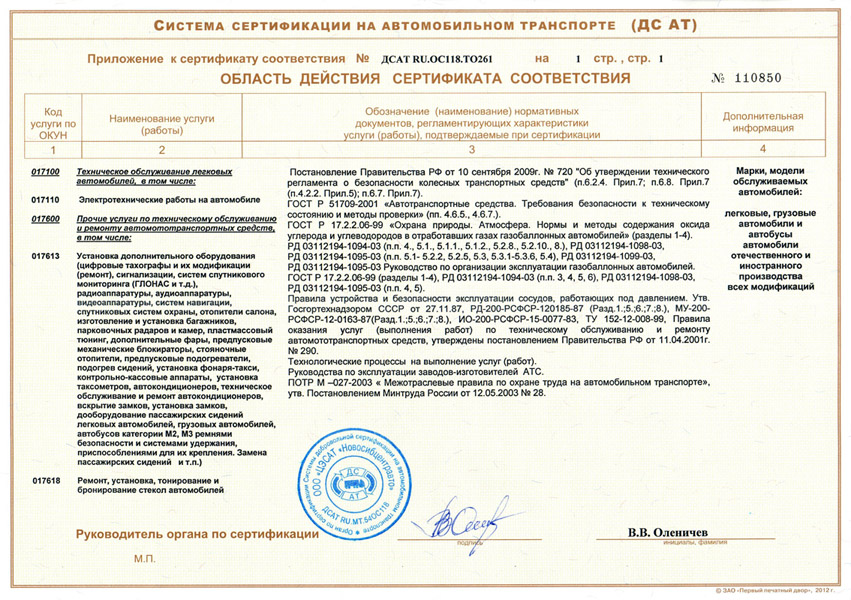 СИСТЕМА СЕРТИФИКАЦИИ НА АВТОМОБИЛЬНОМ ТРАНСПОРТЕ (ДС АТ)
Приложение к сертификату соответствия № ДСАТ RU.ОС118.ТО261 на 1 стр. , стр. 1
ОБЛАСТЬ ДЕЙСТВИЯ СЕРТИФИКАТА СООТВЕТСТВИЯ № 110850
Код
услуги по
ОКУН
Наименование услуги
(работы)
Обозначение (наименование) нормативных
документов, регламентирующих характеристики
услуги (работы), подтверждаемые при сертификации
Дополнительная
информация
1 2 3 4
017100 Техническое обслуживание легковых
автомобилей, в том числе:
017110 Электротехнические работы на автомобиле
017600 Прочие услуги по техническому обслуживанию
и ремонту автомототранспортных средств,
в том числе:
017613 Установка дополнительного оборудования
(цифровые тахографы и их модификации
(ремонт), сигнализации, систем спутникового
мониторинга (ГЛОНАС и т.д.),
радиоаппаратуры, аудиоаппаратуры,
видеоаппаратуры, систем навигации,
спутниковых систем охраны, отопители салона,
изготовление и установка багажников,
парковочных радаров и камер, пластмассовый
тюнинг, дополнительные фары, предпусковые
механические блокираторы, стояночные
отопители, предпусковые подогреватели,
подогрев сидений, установка фонаря-такси,
контрольно-кассовые аппараты, установка
таксометров, автокондиционеров, техническое
обслуживание и ремонт автокондиционеров,
вскрытие замков, установка замков,
дооборудование пассажирских сидений
легковых автомобилей, грузовых автомобилей,
автобусов категории М2, М3 ремнями
безопасности и системами удержания,
приспособлениями для их крепления. Замена
пассажирских сидений и т.п.)
017618 Ремонт, установка, тонирование и
бронирование стекол автомобилей
Постановление Правительства РФ от 10 сентября 2009г. № 720 "Об утверждении технического
регламента о безопасности колесных транспортных средств" (п.6.2.4. Прил.7; п.6.8. Прил.7
(п.4.2.2. Прил.5); п.6.7. Прил.7).
ГОСТ Р 51709-2001 «Автотранспортные средства. Требования безопасности к техническому
состоянию и методы проверки» (пп. 4.6.5., 4.6.7.).
ГОСТ Р 17.2.2.06-99 «Охрана природы. Атмосфера. Нормы и методы содержания оксида
углерода и углеводородов в отработавших газах газобаллонных автомобилей» (разделы 1-4).
РД 03112194-1094-03 (п.п. 4., 5.1., 5.1.1., 5.1.2., 5.2.8., 5.2.10., 8.), РД 03112194-1098-03,
РД 03112194-1095-03 (п.п. 5.1- 5.2.2, 5.2.5, 5.3, 5.3.1-5.3.6, 5.4), РД 03112194-1099-03,
РД 03112194-1095-03 Руководство по организации эксплуатации газобаллонных автомобилей.
ГОСТ Р 17.2.2.06-99 (разделы 1-4), РД 03112194-1094-03 (п.п. 3, 4, 5, 6), РД 03112194-1098-03,
РД 03112194-1095-03 (п.п. 4, 5).
Правила устройства и безопасности эксплуатации сосудов, работающих под давлением. Утв.
Госгортехнадзором СССР от 27.11.87, РД-200-РСФСР-120185-87 (Разд.1.;5.;6.;7.;8.), МУ-200-
РСФСР-12-0163-87(Разд.1.;5.;6.;7.;8.), ИО-200-РСФСР-15-0077-83, ТУ 152-12-008-99, Правила
оказания услуг (выполнения работ) по техническому обслуживанию и ремонту
автомототранспортных средств, утверждены постановлением Правительства РФ от 11.04.2001г.
№ 290.
Технологические процессы на выполнение услуг (работ).
Руководства по эксплуатации заводов-изготовителей АТС.
ПОТР М –027-2003 « Межотраслевые правила по охране труда на автомобильном транспорте»,
утв. Постановлением Минтруда России от 12.05.2003 № 28.
Марки, модели
обслуживаемых
автомобилей:
легковые, грузовые
автомобили и
автобусы
автомобили
отечественного и
иностранного
производства
всех модификаций
ООО «ЦЭСАТ «Новосибцентравто»
ДСАТ RU.МТ.54ОС118
ДС
АТ
Руководитель органа по сертификации
подпись
В.В. Оленичев
инициалы, фамилия
М.П.
© ЗАО «Первый печатный двор», 2012 г.